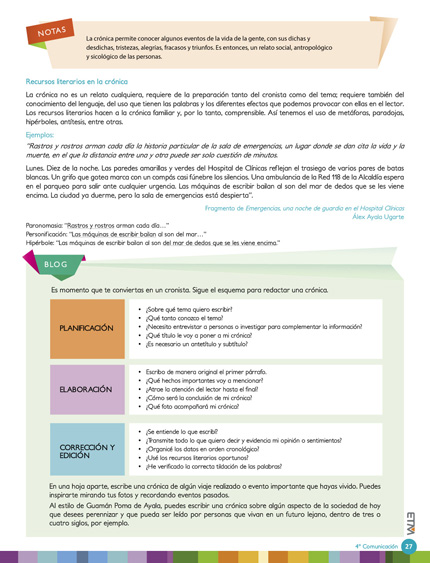 NOTAS
La crónica permite conocer algunos eventos de la vida de la gente, con sus dichas y
desdichas, tristezas, alegrías, fracasos y triunfos. Es entonces, un relato social, antropológico
y sicológico de las personas.
Recursos literarios en la crónica
La crónica no es un relato cualquiera, requiere de la preparación tanto del cronista como del tema; requiere también del
conocimiento del lenguaje, del uso que tienen las palabras y los diferentes efectos que podemos provocar con ellas en el lector.
Los recursos literarios hacen a la crónica familiar y, por lo tanto, comprensible. Así tenemos el uso de metáforas, paradojas,
hipérboles, antítesis, entre otras.
Ejemplos:
"Rastros y rostros arman cada día la historia particular de la sala de emergencias, un lugar donde se dan cita la vida y la
muerte, en el que la distancia entre una y otra puede ser solo cuestión de minutos.
Lunes. Diez de la noche. Las paredes amarillas y verdes del Hospital de Clínicas reflejan el trasiego de varios pares de batas
blancas. Un grifo que gotea marca con un compás casi fúnebre los silencios. Una ambulancia de la Red 118 de la Alcaldía espera
en el parqueo para salir ante cualquier urgencia. Las máquinas de escribir bailan al son del mar de dedos que se les viene
encima. La ciudad ya duerme, pero la sala de emergencias está despierta".
Fragmento de Emergencias, una noche de guardia en el Hospital Clínicas
Álex Ayala Ugarte
Paronomasia: "Rastros y rostros arman cada día…"
Personificación: "Las máquinas de escribir bailan al son del mar…"
Hipérbole: "Las máquinas de escribir bailan al son del mar de dedos que se les viene encima."
BLOG
Es momento que te conviertas en un cronista. Sigue el esquema para redactar una crónica.
PLANIFICACIÓN
• ¿Sobre qué tema quiero escribir?
• ¿Qué tanto conozco el tema?
• ¿Necesito entrevistar a personas o investigar para complementar la información?
• ¿Qué título le voy a poner a mi crónica?
• ¿Es necesario un antetítulo y subtítulo?
ELABORACIÓN
• Escribo de manera original el primer párrafo.
• ¿Qué hechos importantes voy a mencionar?
• ¿Atrae la atención del lector hasta el final?
• ¿Cómo será la conclusión de mi crónica?
• ¿Qué foto acompañará mi crónica?
CORRECCIÓN Y
EDICIÓN
• ¿Se entiende lo que escribí?
• ¿Transmite todo lo que quiero decir y evidencia mi opinión o sentimientos?
• ¿Organicé los datos en orden cronológico?
• ¿Usé los recursos literarios oportunos?
• ¿He verificado la correcta tildación de las palabras?
En una hoja aparte, escribe una crónica de algún viaje realizado o evento importante que hayas vivido. Puedes
inspirarte mirando tus fotos y recordando eventos pasados.
Al estilo de Guamán Poma de Ayala, puedes escribir una crónica sobre algún aspecto de la sociedad de hoy
que desees perennizar y que pueda ser leído por personas que vivan en un futuro lejano, dentro de tres o
cuatro siglos, por ejemplo.
4º Comunicación 27